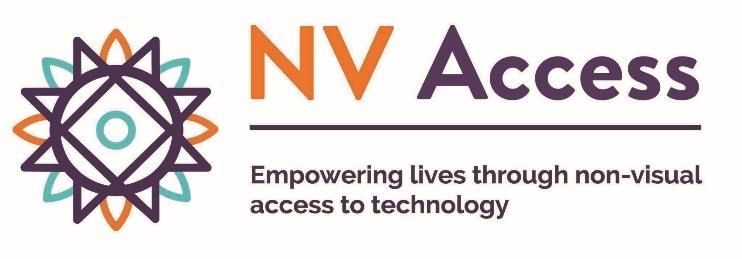 NV Access
Empowering lives through non-visual
access to technology